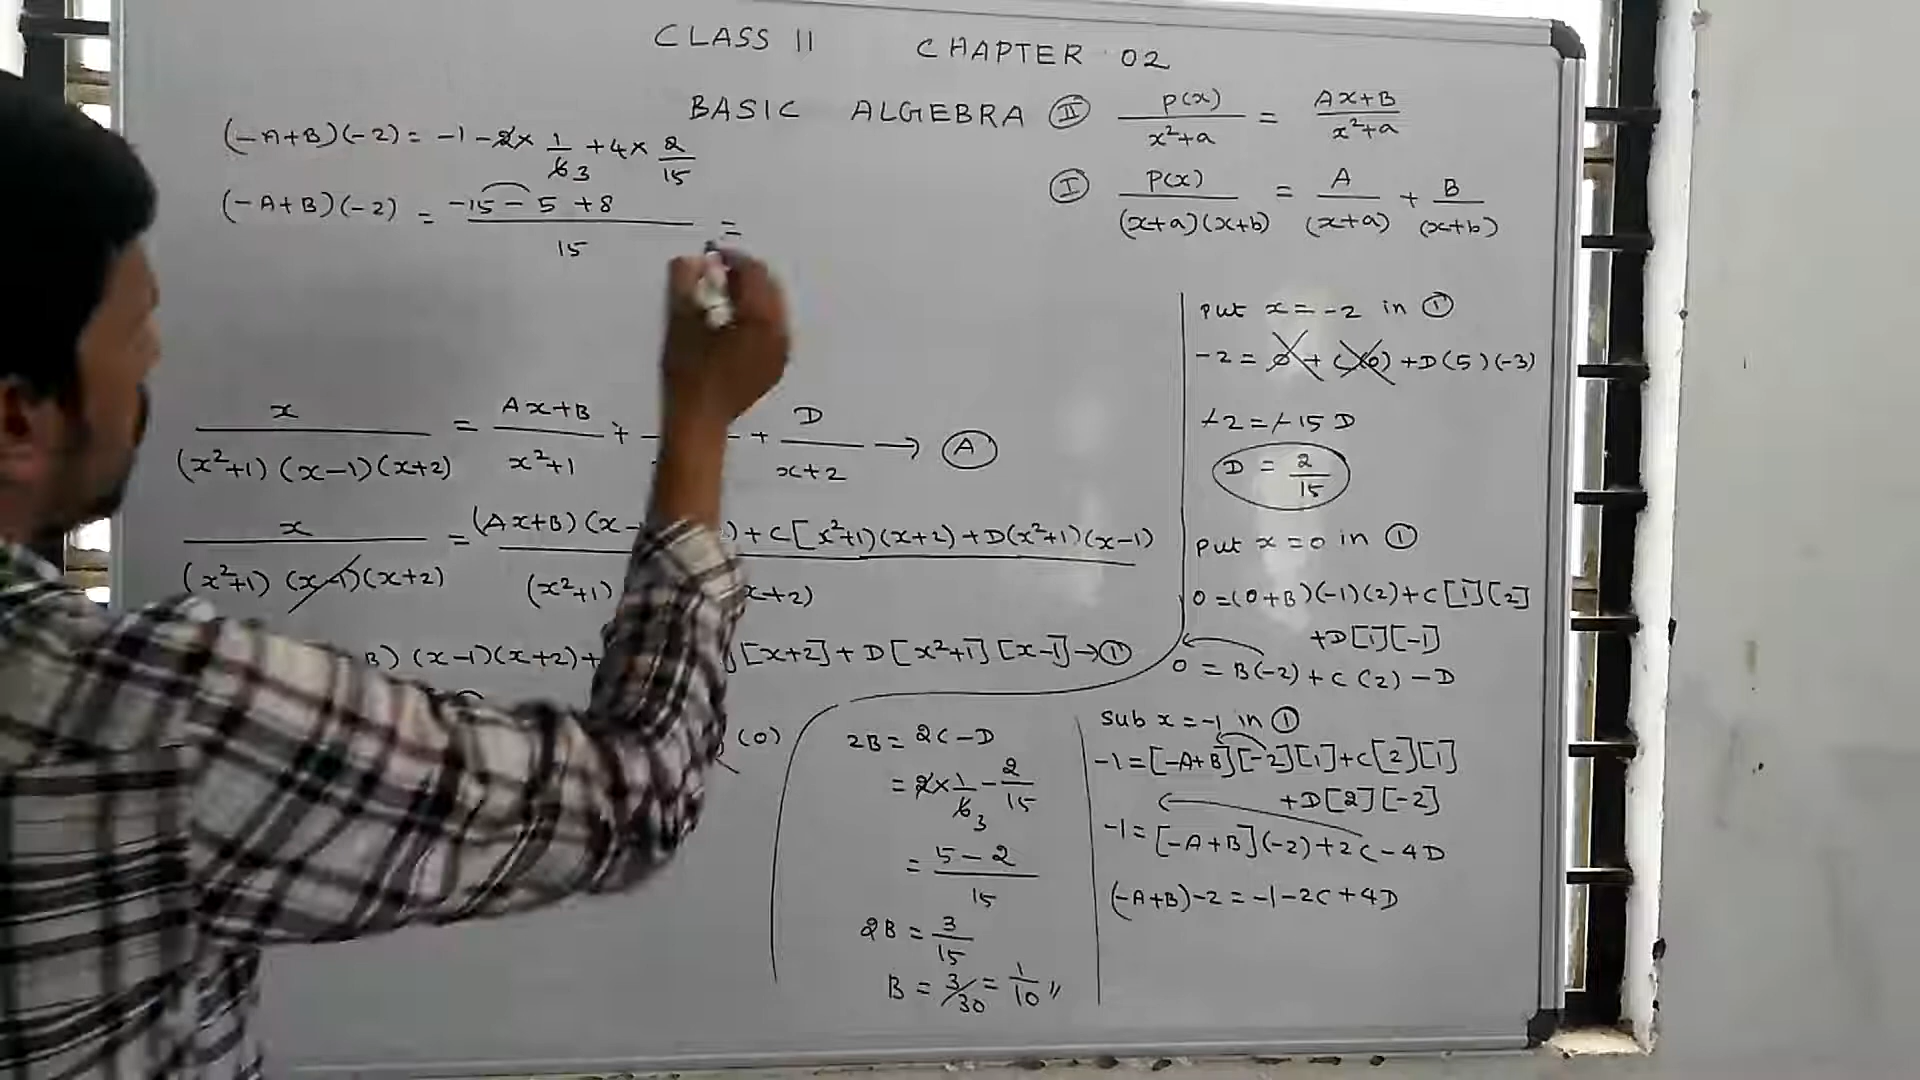 CLASS 11 CHAPTER 02
BASIC ALGEBRA
(-A+B)(-2) = -1 - 2× 1/6 3 + 4× 2/15
(-A+B)(-2) = (-15 - 5 + 8)/15 =
II P(x)/(x²+a) = (Ax+B)/(x²+a)
I P(x)/((x+a)(x+b)) = A/(x+a) + B/(x+b)
x/((x²+1)(x-1)(x+2)) = (Ax+B)/(x²+1) + + D/(x+2) → A
x/((x²+1)(x-1)(x+2)) = (Ax+B)(x- ) + C[x²+1)(x+2) + D(x²+1)(x-1)
(x²+1) x+2)
B)(x-1)(x+2) + ][x+2] + D[x²+1][x-1] → 1
(0)
2B = 2C - D
= 2× 1/6 3 - 2/15
= (5 - 2)/15
2B = 3/15
B = 3/30 = 1/10 "
put x = -2 in 1
-2 = 0 + C(0) + D(5)(-3)
-2 = -15 D
D = 2/15
put x = 0 in 1
0 = (0+B)(-1)(2) + C[1][2]
+D[1][-1]
0 = B(-2) + C(2) - D
Sub x = -1 in 1
-1 = [-A+B][-2][1] + C[2][1]
+D[2][-2]
-1 = [-A+B](-2) + 2C - 4D
(-A+B)-2 = -1 - 2C + 4D